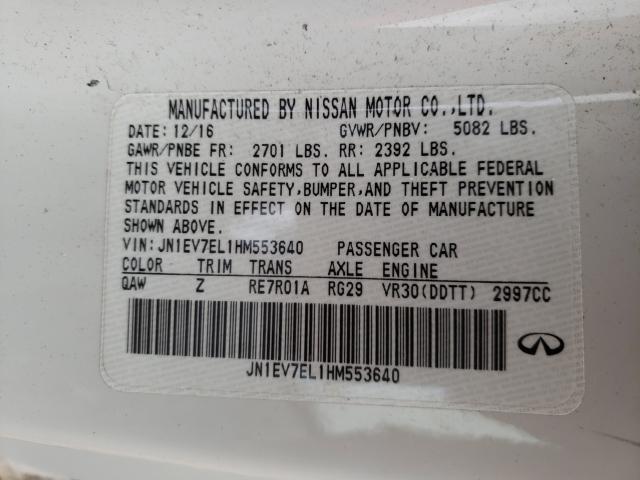 MANUFACTURED BY NISSAN MOTOR CO.,LTD.
DATE: 12/16 GVWR/PNBV: 5082 LBS.
GAWR/PNBE FR: 2701 LBS. RR: 2392 LBS.
THIS VEHICLE CONFORMS TO ALL APPLICABLE FEDERAL
MOTOR VEHICLE SAFETY,BUMPER,AND THEFT PREVENTION
STANDARDS IN EFFECT ON THE DATE OF MANUFACTURE
SHOWN ABOVE.
VIN:JN1EV7EL1HM553640 PASSENGER CAR
COLOR TRIM TRANS AXLE ENGINE
QAW Z RE7R01A RG29 VR30(DDTT) 2997CC
JN1EV7EL1HM553640